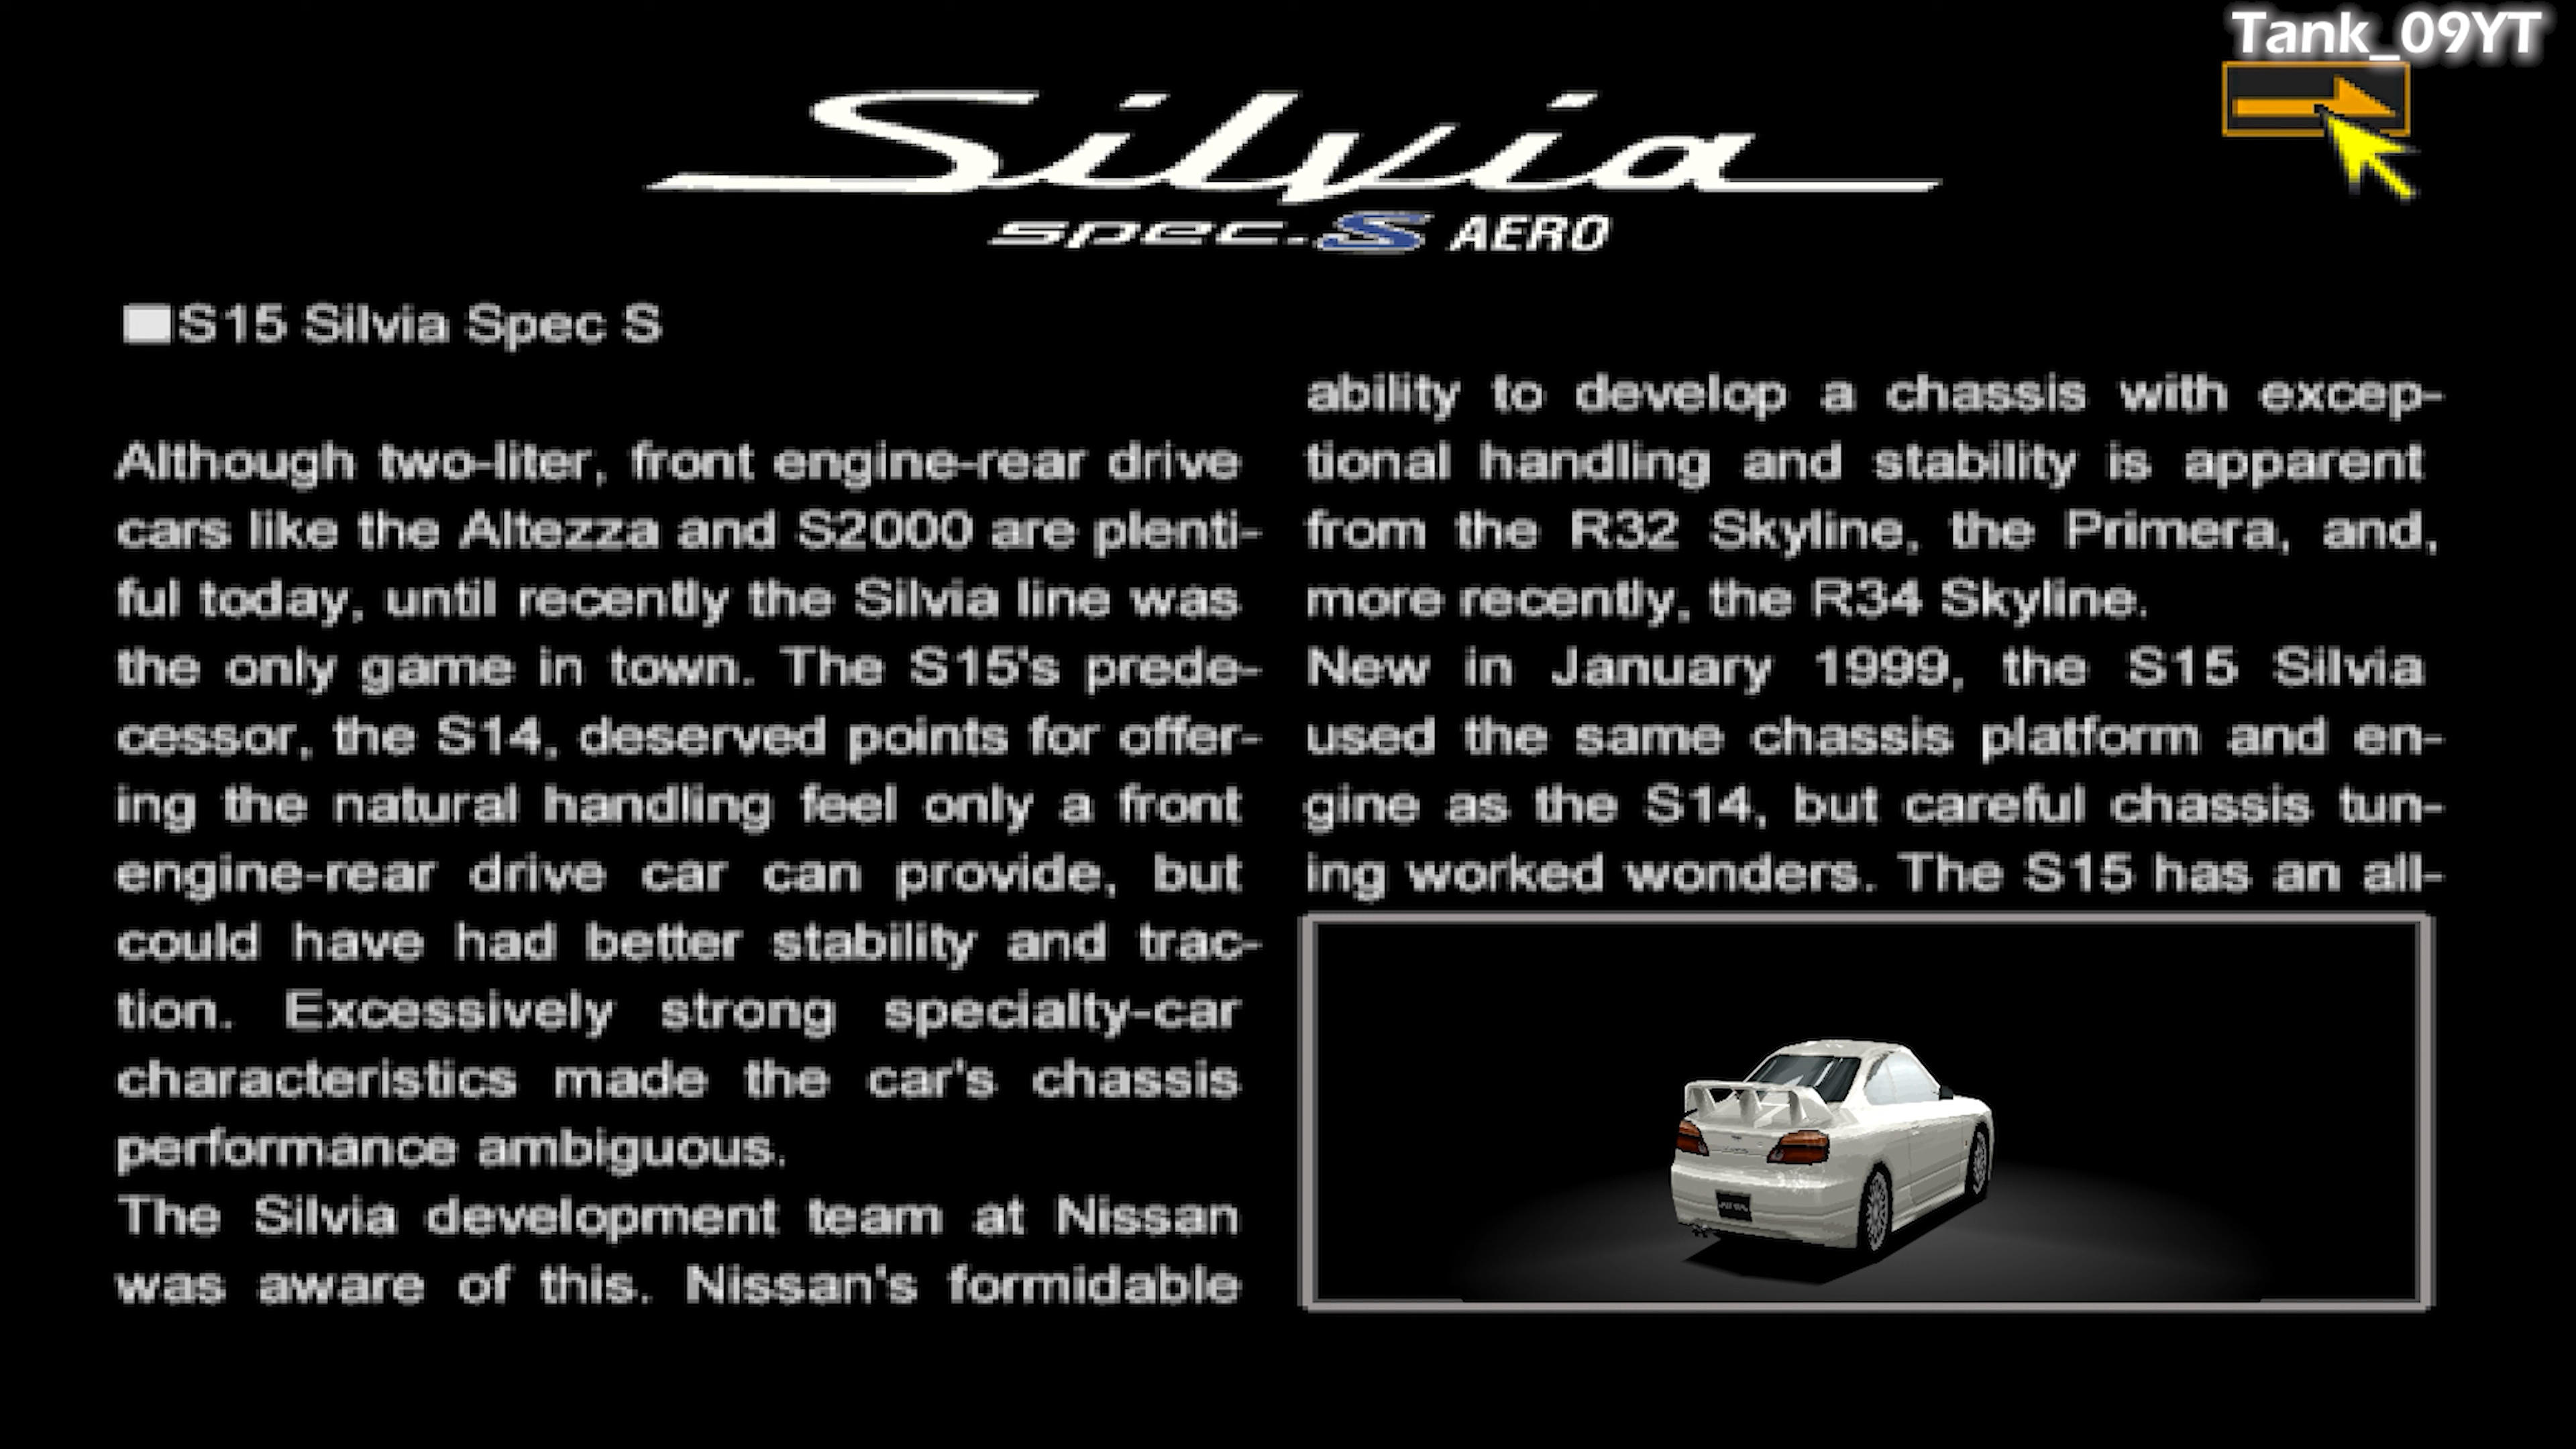 Tank_09YT
Silvia
spec.S AERO
■S15 Silvia Spec S
Although two-liter, front engine-rear drive
cars like the Altezza and S2000 are plenti-
ful today, until recently the Silvia line was
the only game in town. The S15's prede-
cessor, the S14, deserved points for offer-
ing the natural handling feel only a front
engine-rear drive car can provide, but
could have had better stability and trac-
tion. Excessively strong specialty-car
characteristics made the car's chassis
performance ambiguous.
The Silvia development team at Nissan
was aware of this. Nissan's formidable
ability to develop a chassis with excep-
tional handling and stability is apparent
from the R32 Skyline, the Primera, and,
more recently, the R34 Skyline.
New in January 1999, the S15 Silvia
used the same chassis platform and en-
gine as the S14, but careful chassis tun-
ing worked wonders. The S15 has an all-